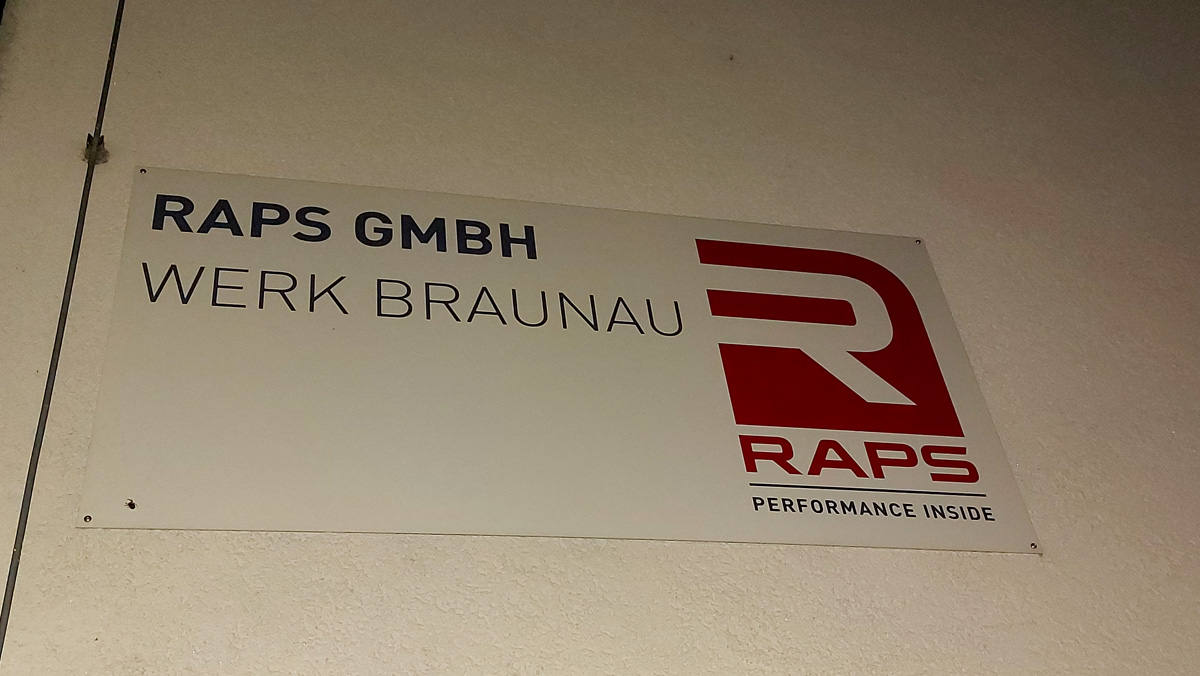 RAPS GMBH
WERK BRAUNAU
R
RAPS
PERFORMANCE INSIDE